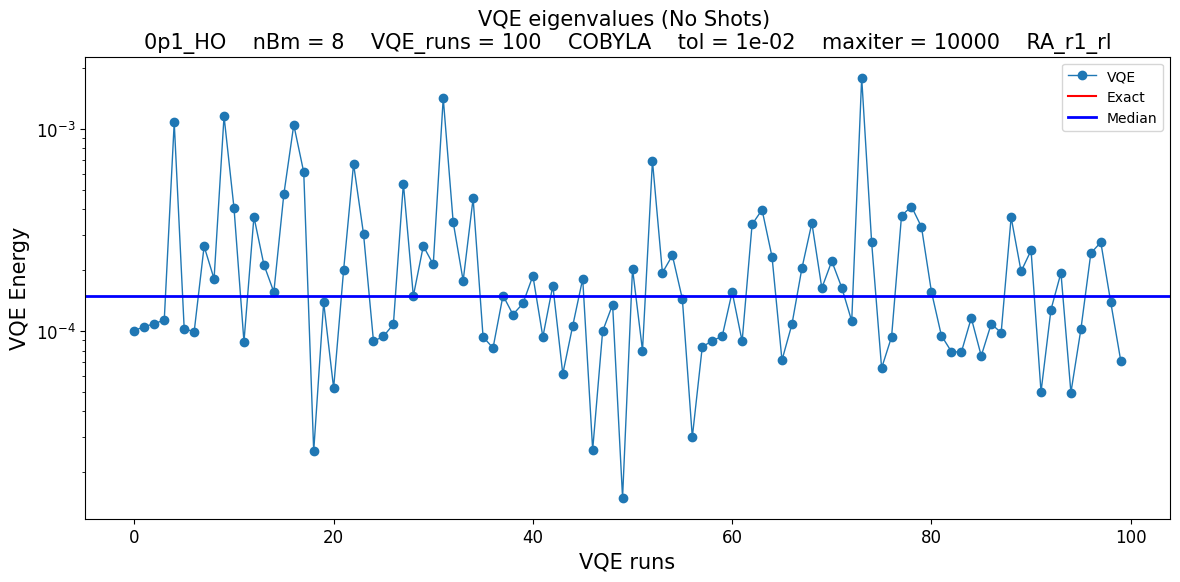 VQE eigenvalues (No Shots)
0p1_HO    nBm = 8    VQE_runs = 100    COBYLA    tol = 1e-02    maxiter = 10000    RA_r1_rl
VQE
Exact
Median
10⁻³
10⁻⁴
VQE Energy
0 20 40 60 80 100
VQE runs